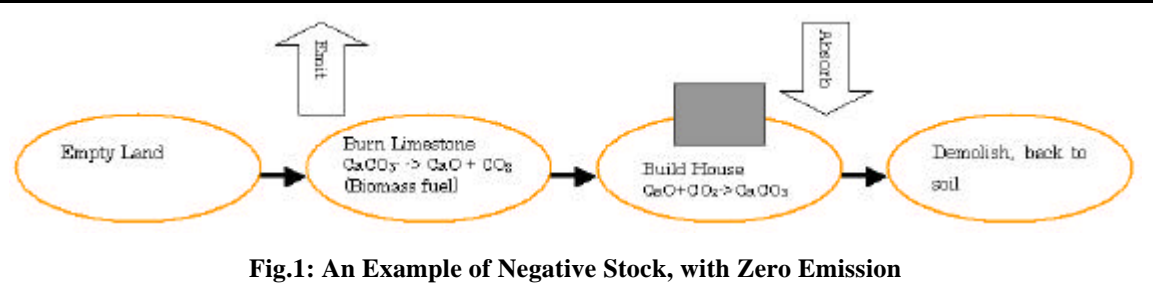 Emit
Absorb
Empty Land
Burn Limestone
CaCO₃ -> CaO + CO₂
(Biomass fuel)
Build House
CaO+CO₂->CaCO₃
Demolish, back to
soil
Fig.1: An Example of Negative Stock, with Zero Emission